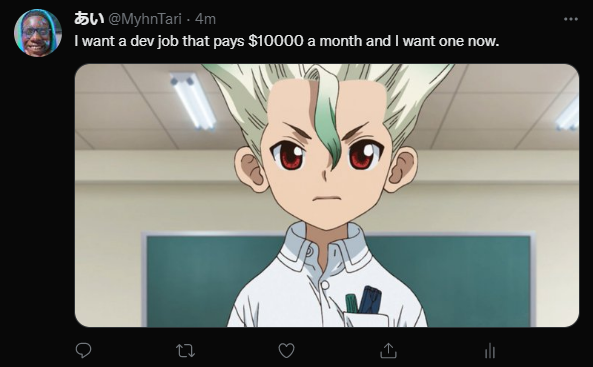 あい @MyhnTari · 4m
I want a dev job that pays $10000 a month and I want one now.